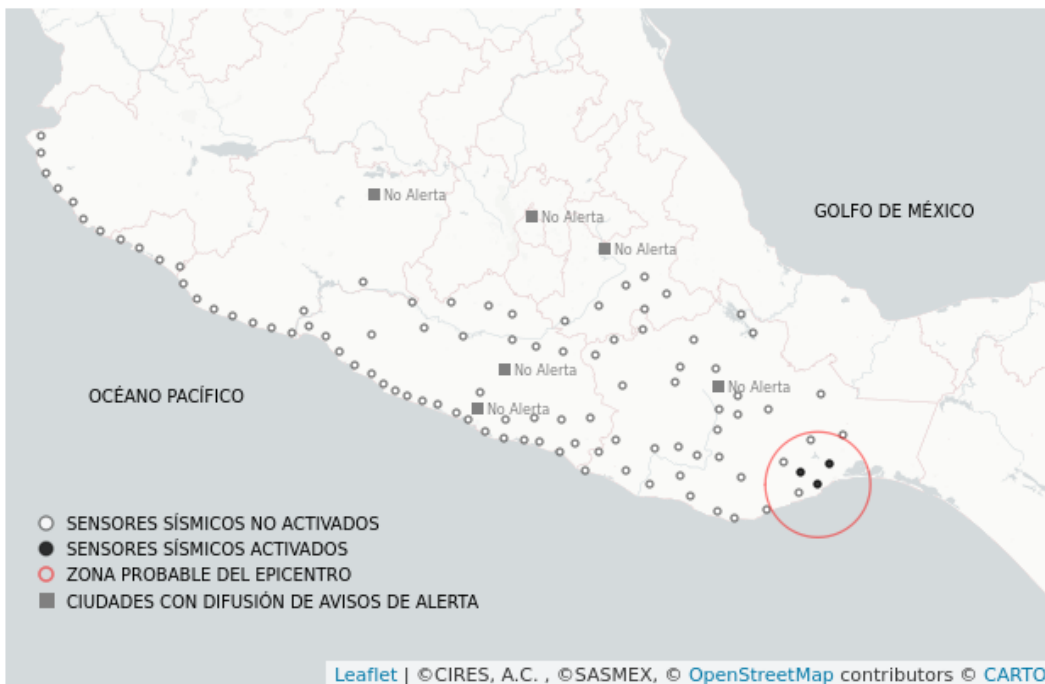 No Alerta
No Alerta
GOLFO DE MÉXICO
No Alerta
No Alerta
No Alerta
OCÉANO PACÍFICO
No Alerta
SENSORES SÍSMICOS NO ACTIVADOS
SENSORES SÍSMICOS ACTIVADOS
ZONA PROBABLE DEL EPICENTRO
CIUDADES CON DIFUSIÓN DE AVISOS DE ALERTA
Leaflet | ©CIRES, A.C. , ©SASMEX, © OpenStreetMap contributors © CARTO